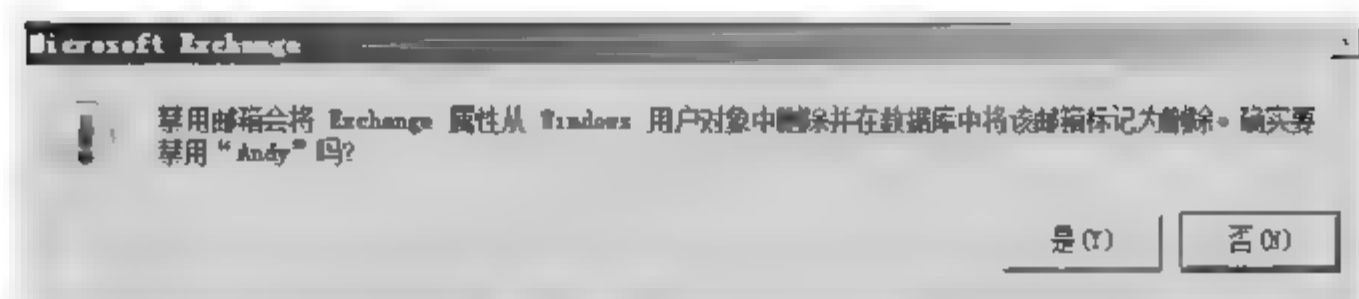 Microsoft Exchange
禁用邮箱会将 Exchange 属性从 Windows 用户对象中删除并在数据库中将该邮箱标记为删除。确实要
禁用“Andy”吗?
是(Y)
否(N)